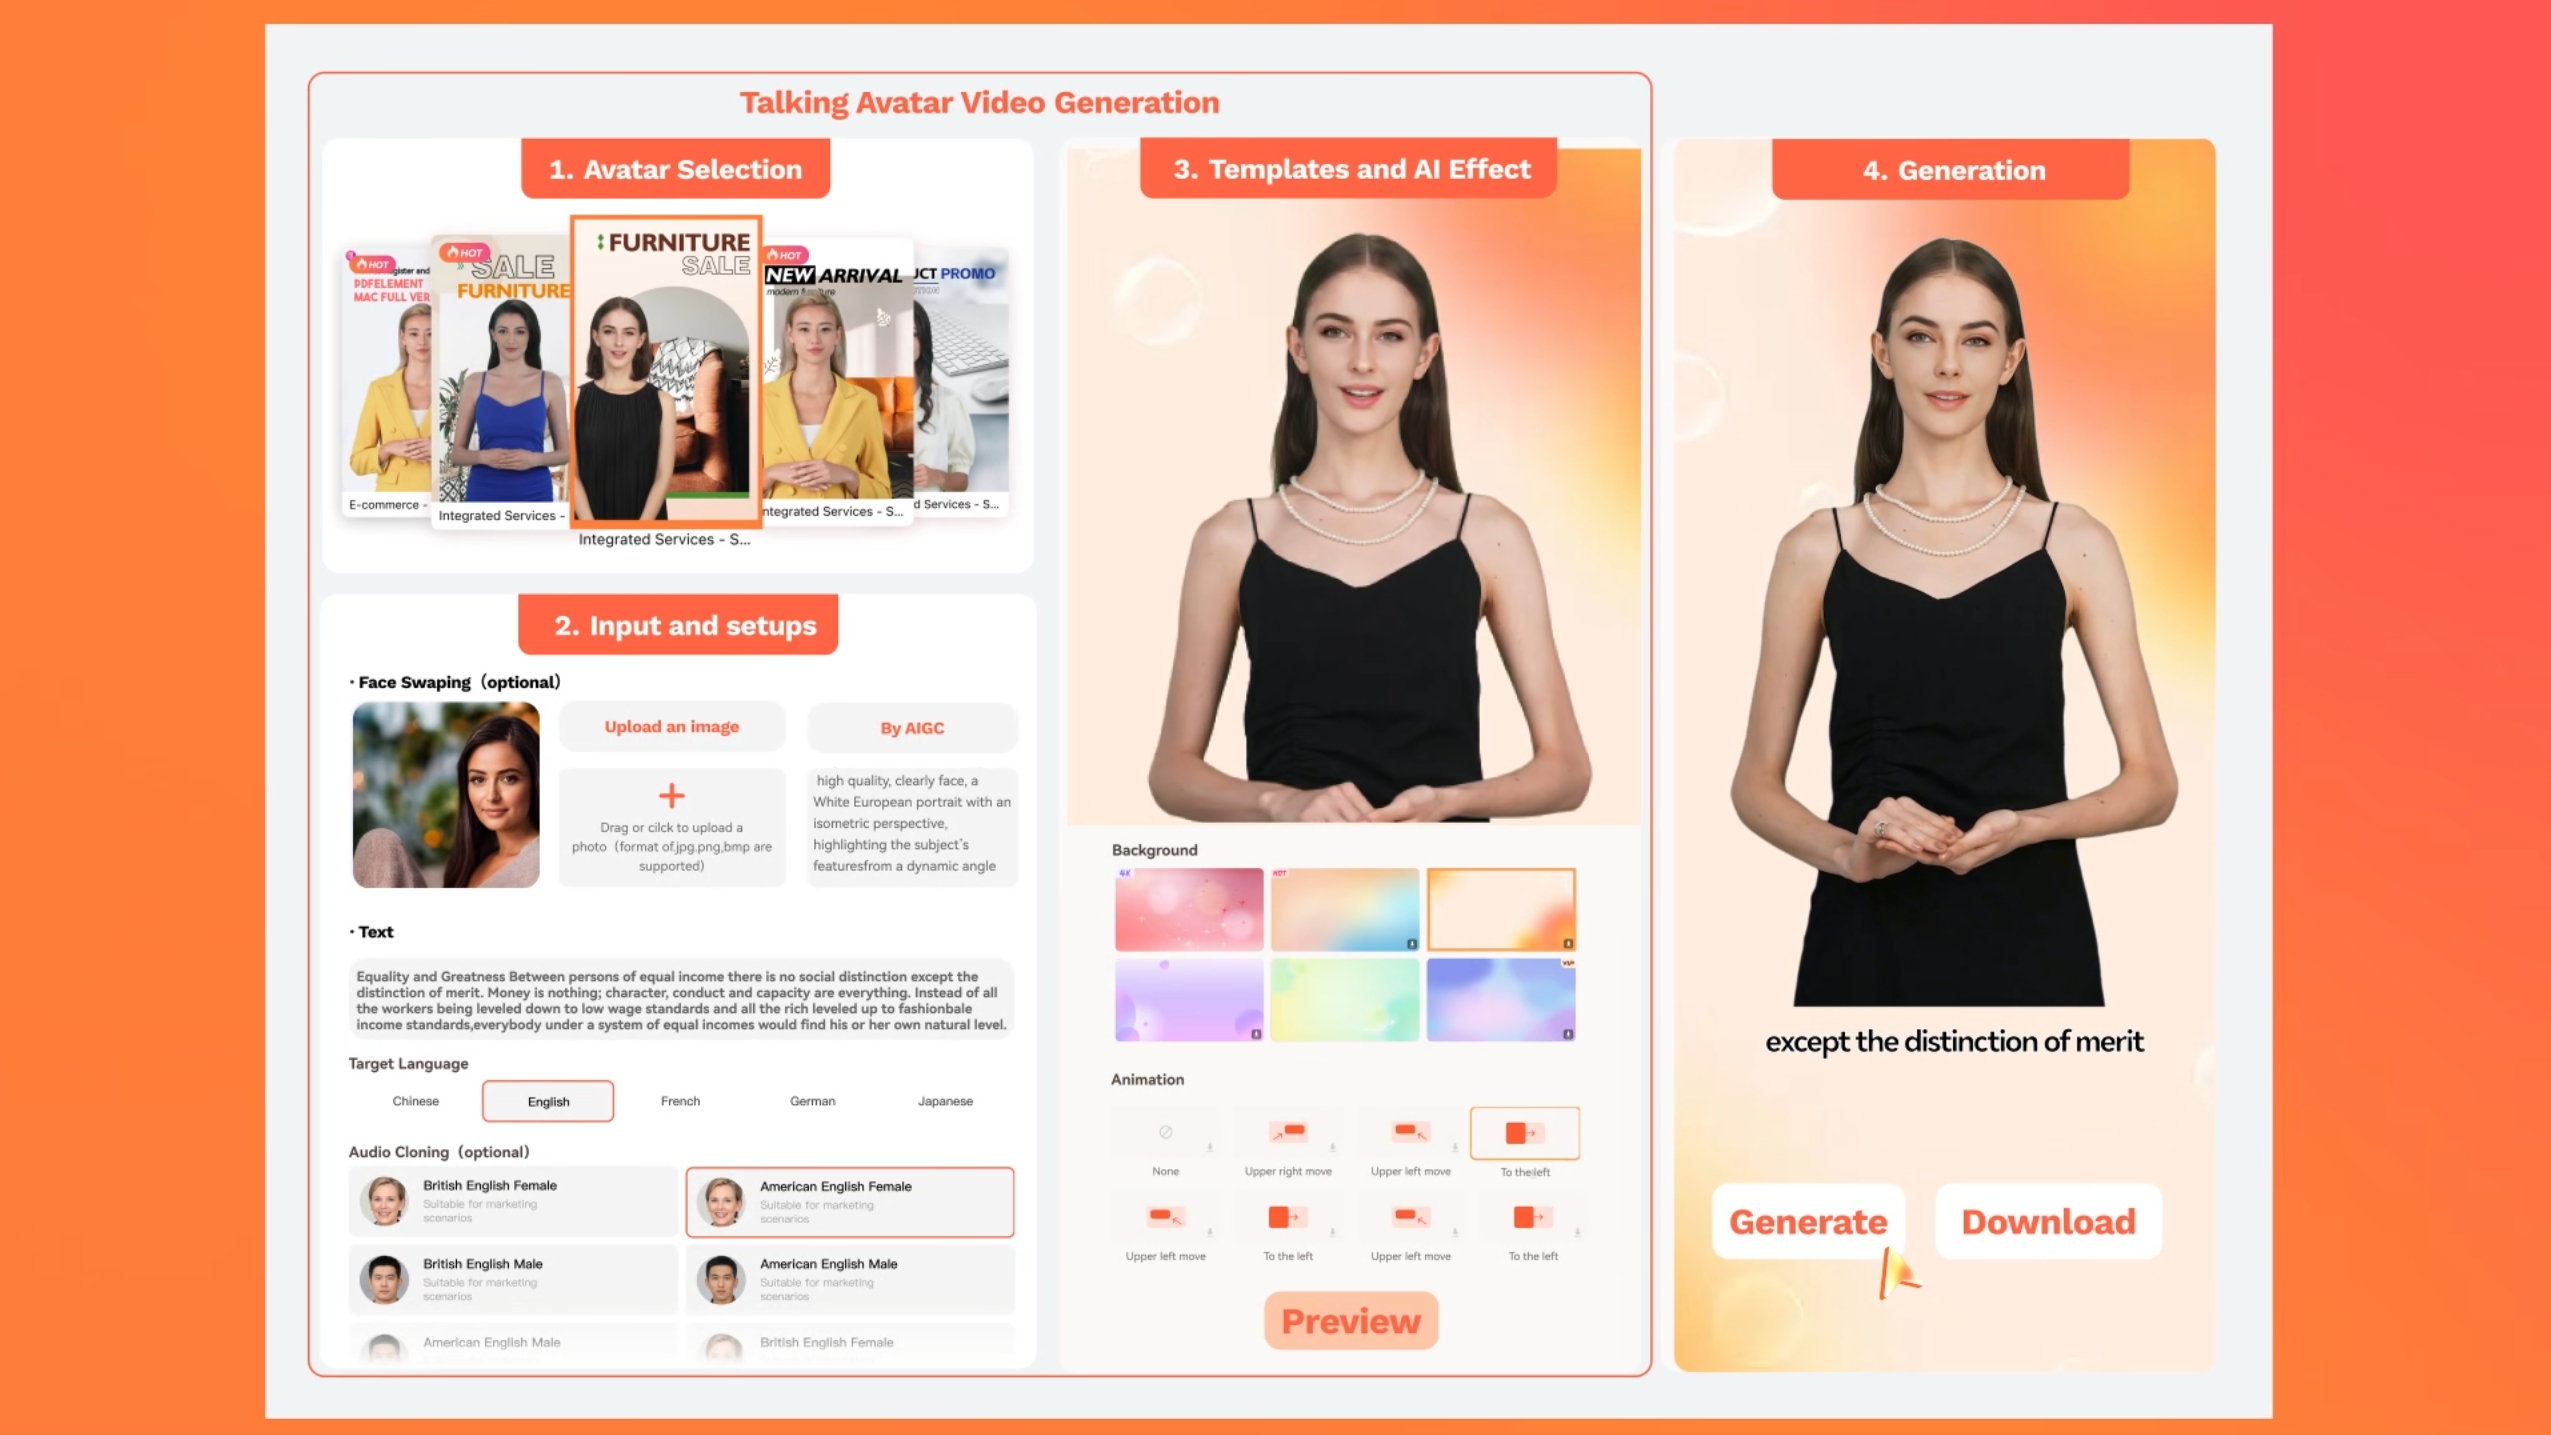 Talking Avatar Video Generation
1. Avatar Selection
HOT
gister and
PDFELEMENT
MAC FULL VER
E-commerce -
HOT
SALE
FURNITURE
Integrated Services -
FURNITURE
SALE
Integrated Services - S...
HOT
NEW ARRIVAL
modern furniture
ntegrated Services - S...
JCT PROMO
d Services - S...
2. Input and setups
· Face Swaping (optional)
Upload an image
Drag or cilck to upload a
photo (format of.jpg.png,bmp are
supported)
By AIGC
high quality, clearly face, a
White European portrait with an
isometric perspective,
highlighting the subject's
featuresfrom a dynamic angle
· Text
Equality and Greatness Between persons of equal income there is no social distinction except the
distinction of merit. Money is nothing; character, conduct and capacity are everything. Instead of all
the workers being leveled down to low wage standards and all the rich leveled up to fashionbale
income standards,everybody under a system of equal incomes would find his or her own natural level.
Target Language
Chinese English French German Japanese
Audio Cloning (optional)
British English Female
Suitable for marketing
scenarios
American English Female
Suitable for marketing
scenarios
British English Male
Suitable for marketing
scenarios
American English Male
Suitable for marketing
scenarios
American English Male
British English Female
3. Templates and AI Effect
Background
4K
HOT
VIP
Animation
None Upper right move Upper left move To the left
Upper left move To the left Upper left move To the left
Preview
4. Generation
except the distinction of merit
Generate Download